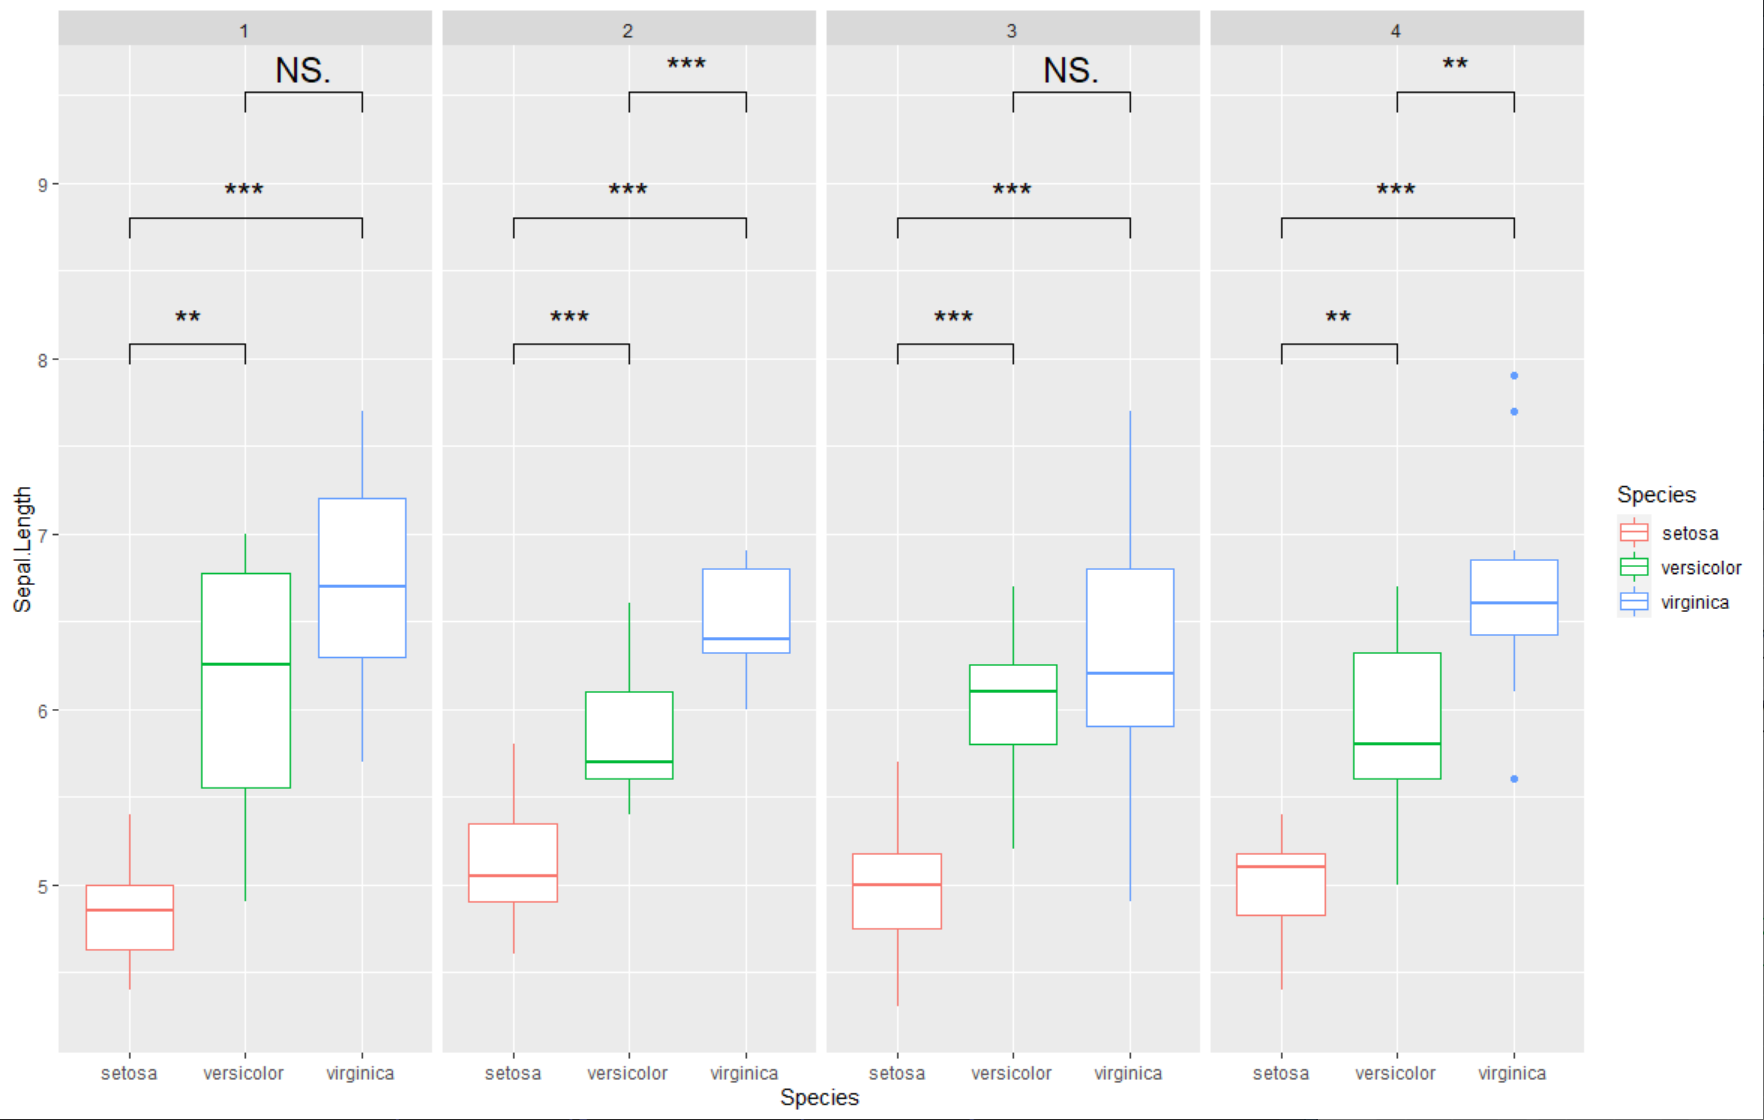 1 2 3 4
NS. *** NS. **
*** *** *** ***
** *** *** **
9
8
7
6
5
Sepal.Length
setosa versicolor virginica setosa versicolor virginica setosa versicolor virginica setosa versicolor virginica
Species
Species
setosa
versicolor
virginica